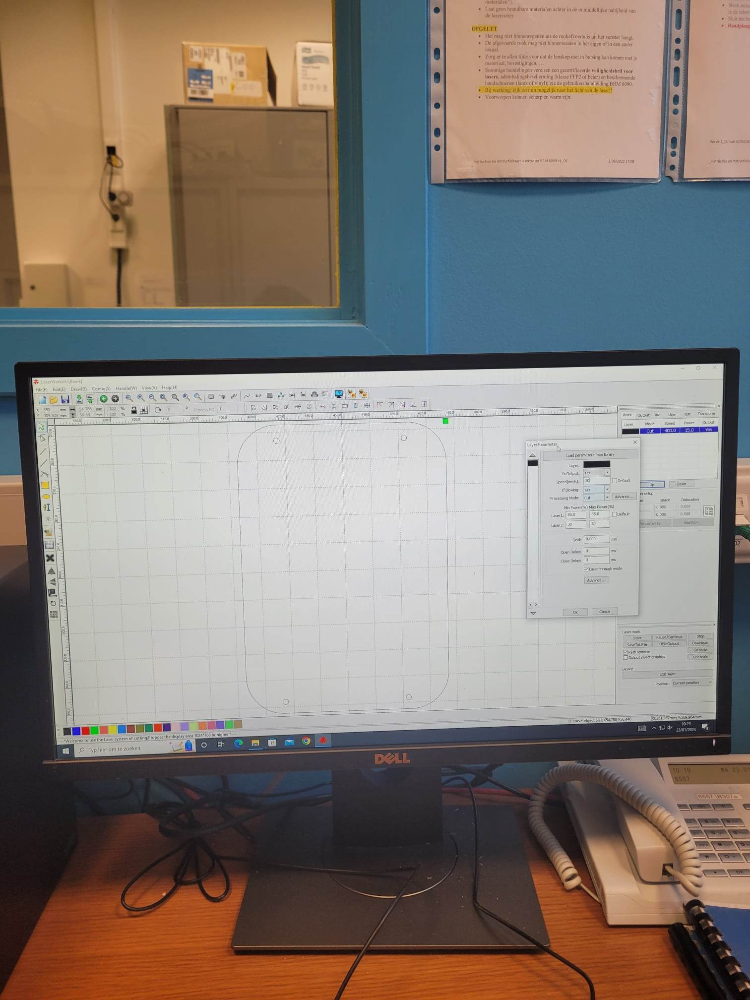 materialen").
Laat geen brandbare materialen achter in de onmiddellijke nabijheid van
de lasercutter.
OPGELET
Het mag niet binnenregenen als de rookafvoerbuis uit het venster hangt.
De afgevoerde rook mag niet binnenwaaien in het eigen of in een ander
lokaal.
Zorg er te allen tijde voor dat de lenskop niet in botsing kan komen met je
materiaal, bevestigingen, …
Sommige handelingen vereisen een gecertificeerde veiligheidsbril voor
lasers, ademhalingsbescherming (klasse FFP2 of beter) en beschermende
handschoenen (latex of vinyl); zie de gebruikershandleiding BRM 6090.
Bij werking: kijk zo min mogelijk naar het licht van de laser!!
Voorwerpen kunnen scherp en warm zijn.
_Instructies en instructiekaart lasercutter BRM 6090 v1_06 3/06/2022 17:08
Werk enke
je de labo
Sluit het
Raadpleeg
Versie 1_00 van 30/03/20
_Instructies en instructiek
LaserWorkV6-[Blank]
File(F) Edit(E) Draw(D) Config(S) Handle(W) View(V) Help(H)
X 450 mm 54.788 mm 100 %
Y 309.526 mm 56.44 mm 100 %
0 Process NO: 1
540.0 530.0 520.0 510.0 500.0 490.0 480.0 470.0 460.0 450.0 440.0 430.0 420.0 410.0 400.0 390.0 380.0 370.0 360.0
Work Output Doc User Test Transform
Layer Mode Speed Power Output
Cut 400.0 15.0 Yes
Layer Parameter
Load parameters from library
Layer:
Is Output: Yes
Speed(mm/s): 30 Default
If Blowing: Yes
Processing Mode: Cut Advance...
Min Power(%) Max Power(%)
Laser1: 85.0 85.0 Default
Laser2: 30 30
Seal: 0.000 mm
Open Delay: 0 ms
Close Delay: 0 ms
Laser through mode
Advance...
Ok Cancel
Up Down
n setup
space Dislocation
0.000 0.000
0.000 0.000
Virtual array Bestrew...
Laser work
Start Pause/Continue Stop
SaveToUFile UFileOutput Download
Path optimize Go scale
Output select graphics Cut scale
Device
USB:Auto
Position: Current position
1 curve object,Size:X54.788,Y56.440 X:351.367mm,Y:269.964mm
"Welcome to use the Laser system of cutting,Propose the display area 1024*768 or higher "---
Typ hier om te zoeken
10:19
23/01/2023
3
DELL
10 19 MA 23.01
6557
6557 B307a
OK
02